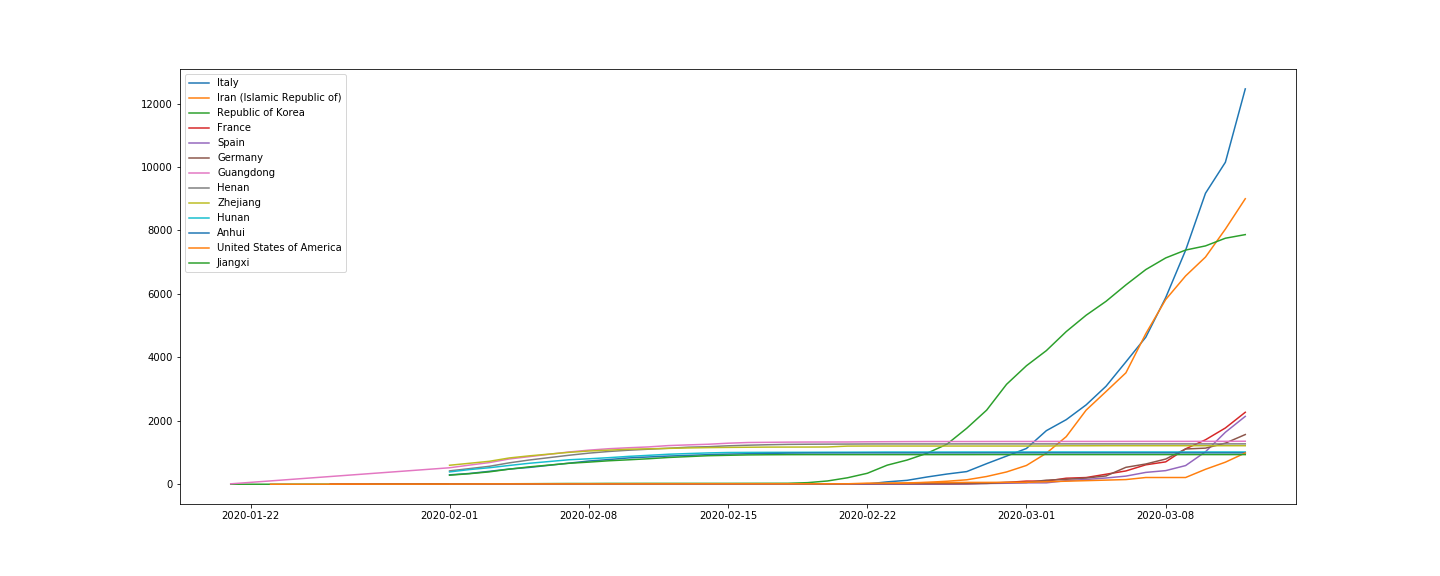 Italy
Iran (Islamic Republic of)
Republic of Korea
France
Spain
Germany
Guangdong
Henan
Zhejiang
Hunan
Anhui
United States of America
Jiangxi
12000
10000
8000
6000
4000
2000
0
2020-01-22 2020-02-01 2020-02-08 2020-02-15 2020-02-22 2020-03-01 2020-03-08